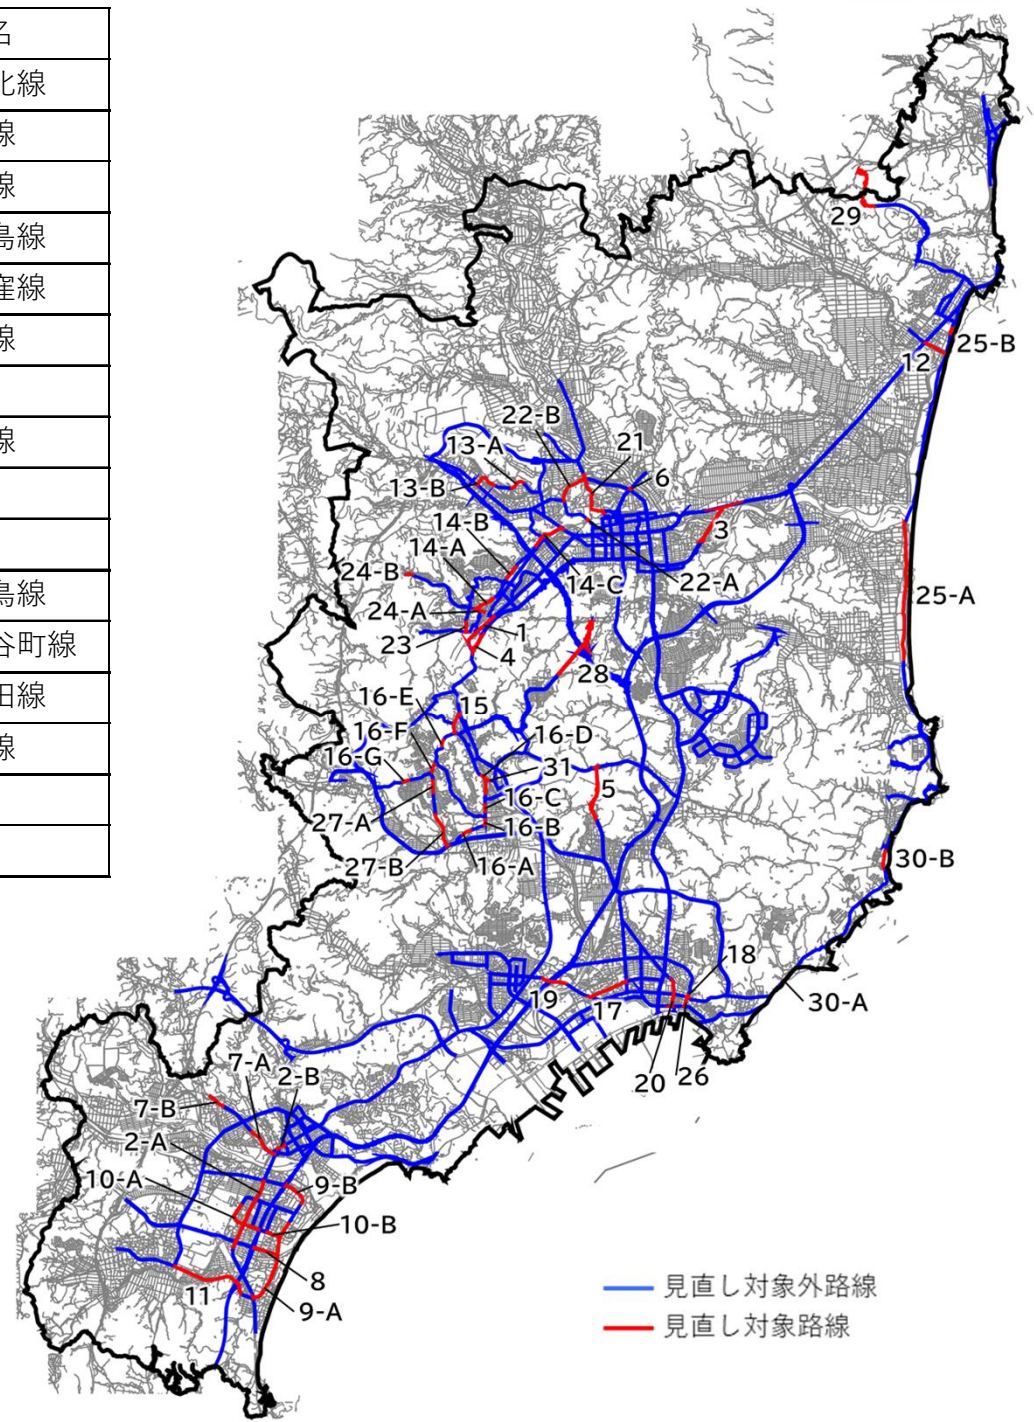 名
北線
線
線
島線
窪線
線
線
島線
谷町線
田線
線
29
25-B
12
22-B
21
13-A
6
13-B
14-B
3
14-A
24-B
14-C
22-A
25-A
24-A
1
23
4
28
16-E
15
16-F
16-D
16-G
31
5
16-C
27-A
16-B
30-B
27-B
16-A
18
19
17
30-A
20
26
7-A
2-B
7-B
2-A
10-A
9-B
10-B
8
11
9-A
見直し対象外路線
見直し対象路線